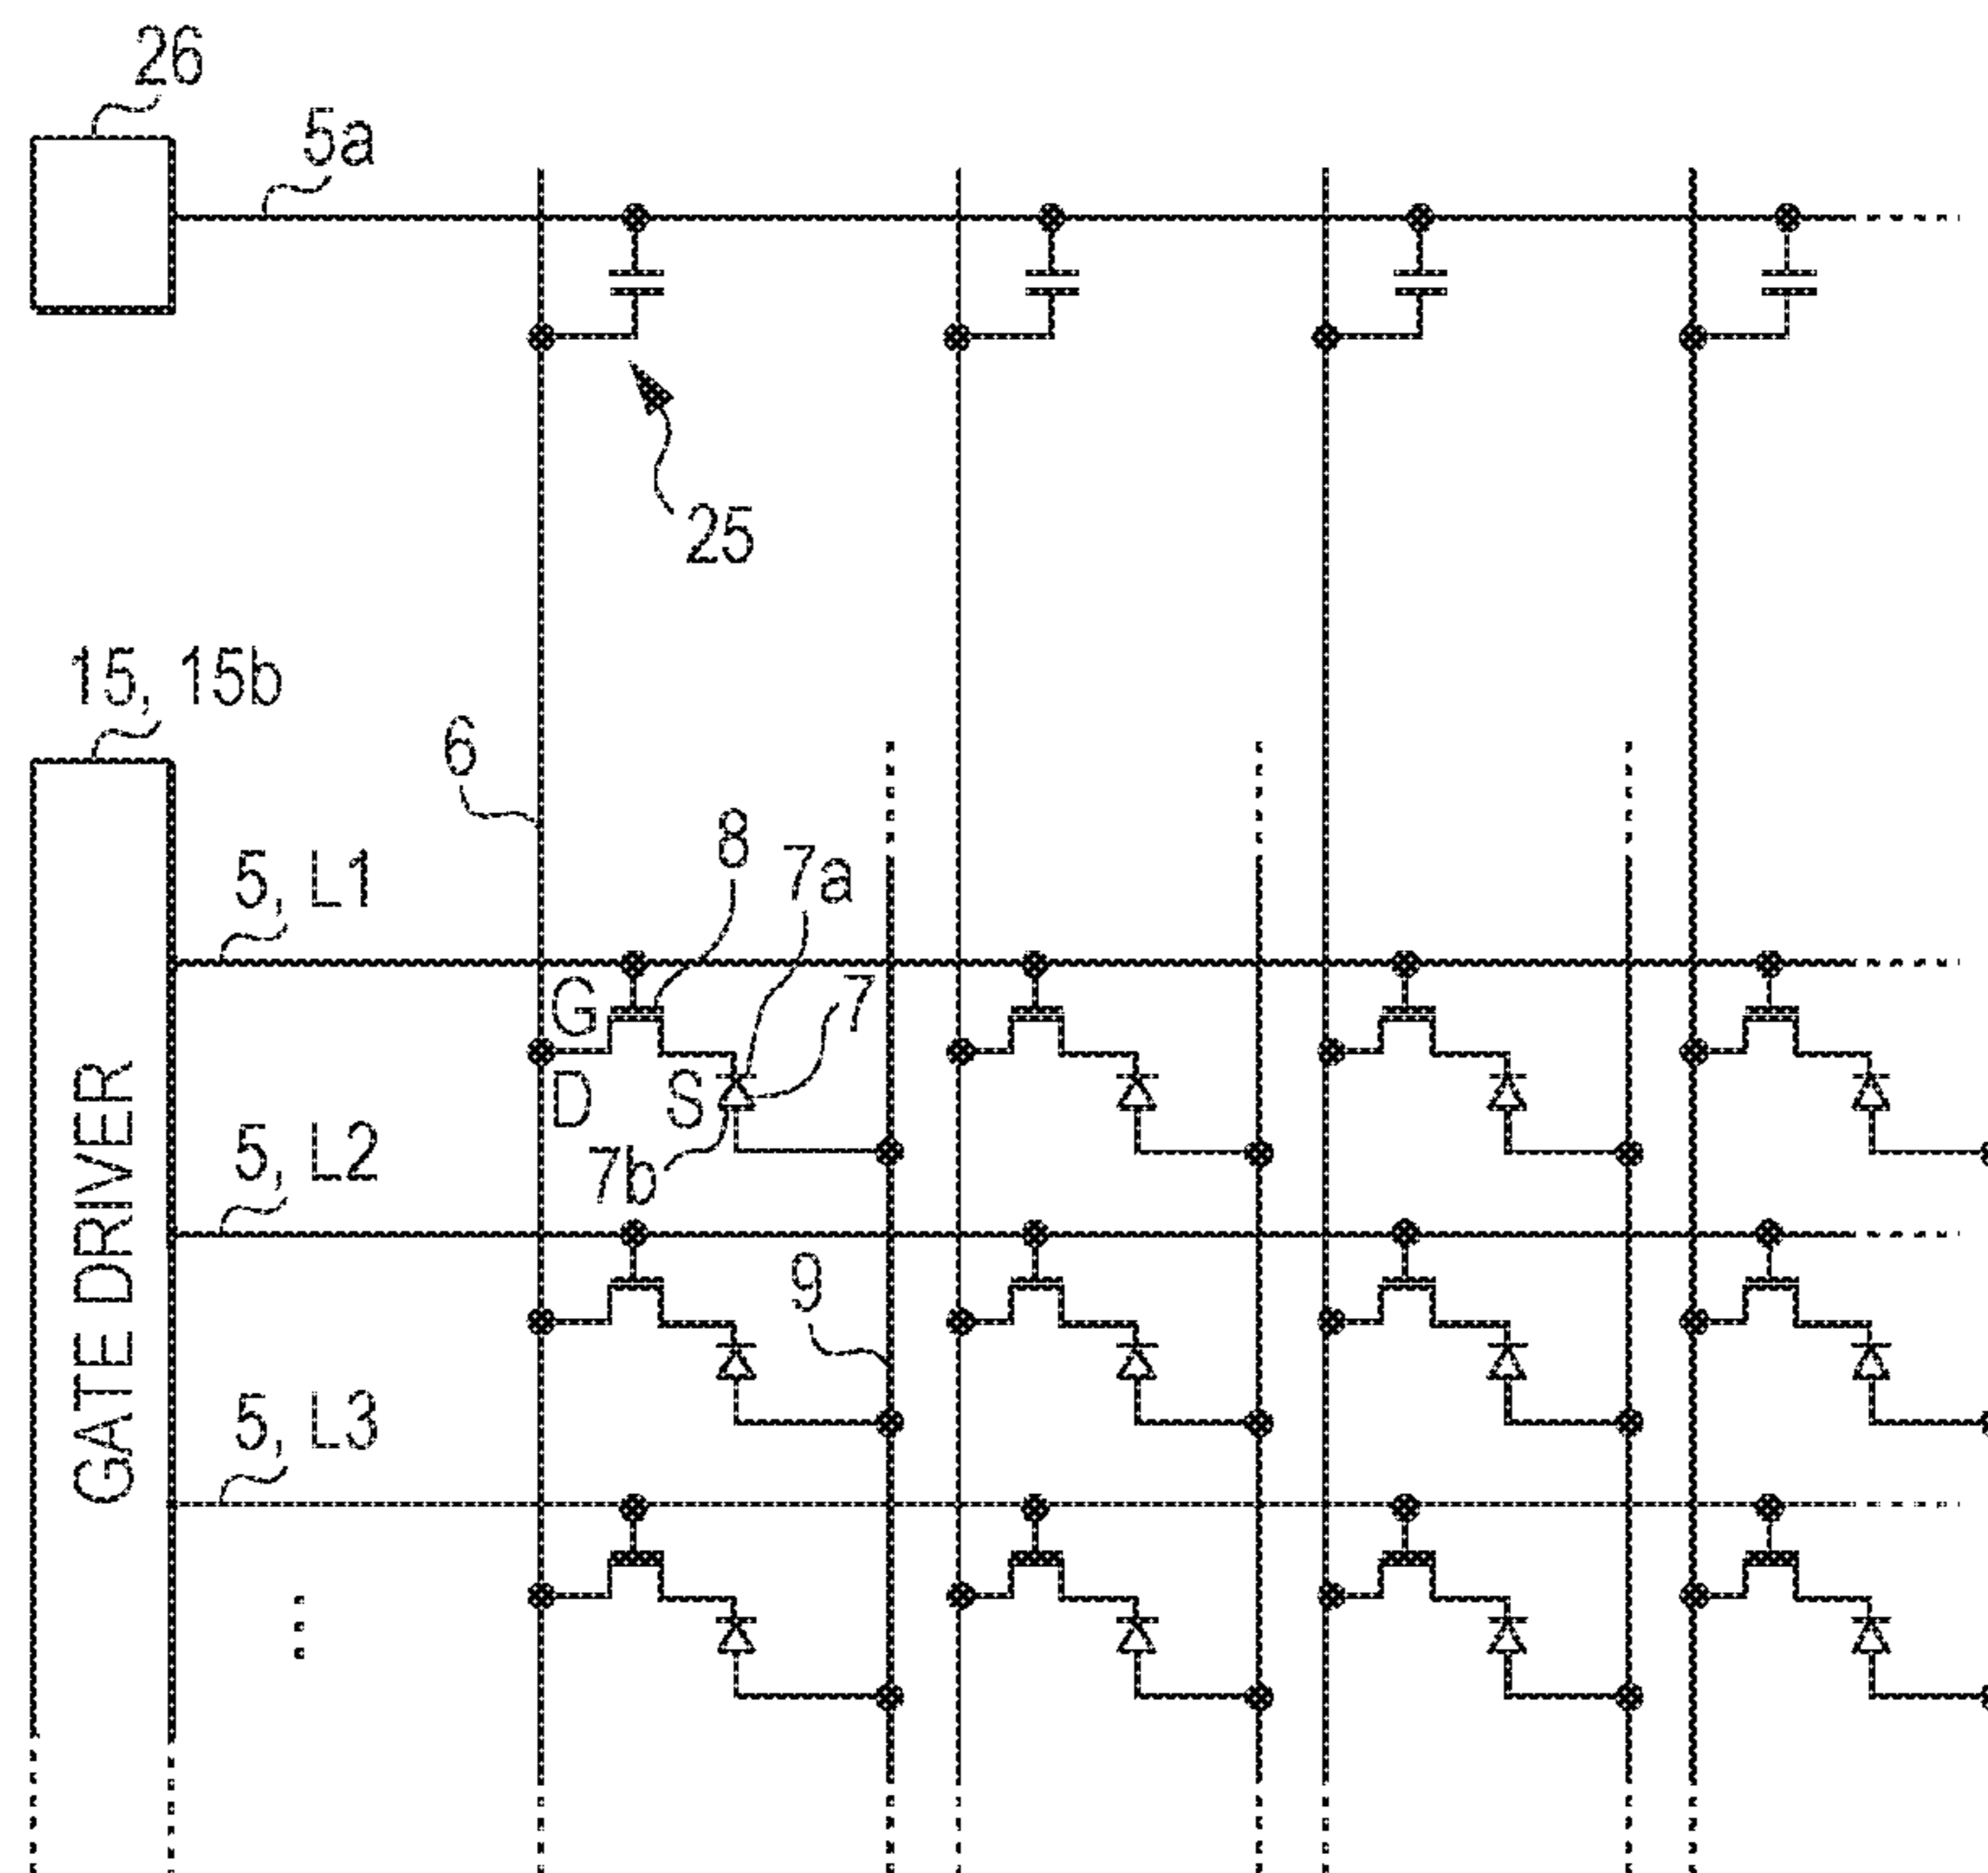 26
5a
25
15, 15b
6
5, L1
8
7a
G
7
D
S
7b
5, L2
9
5, L3
GATE DRIVER